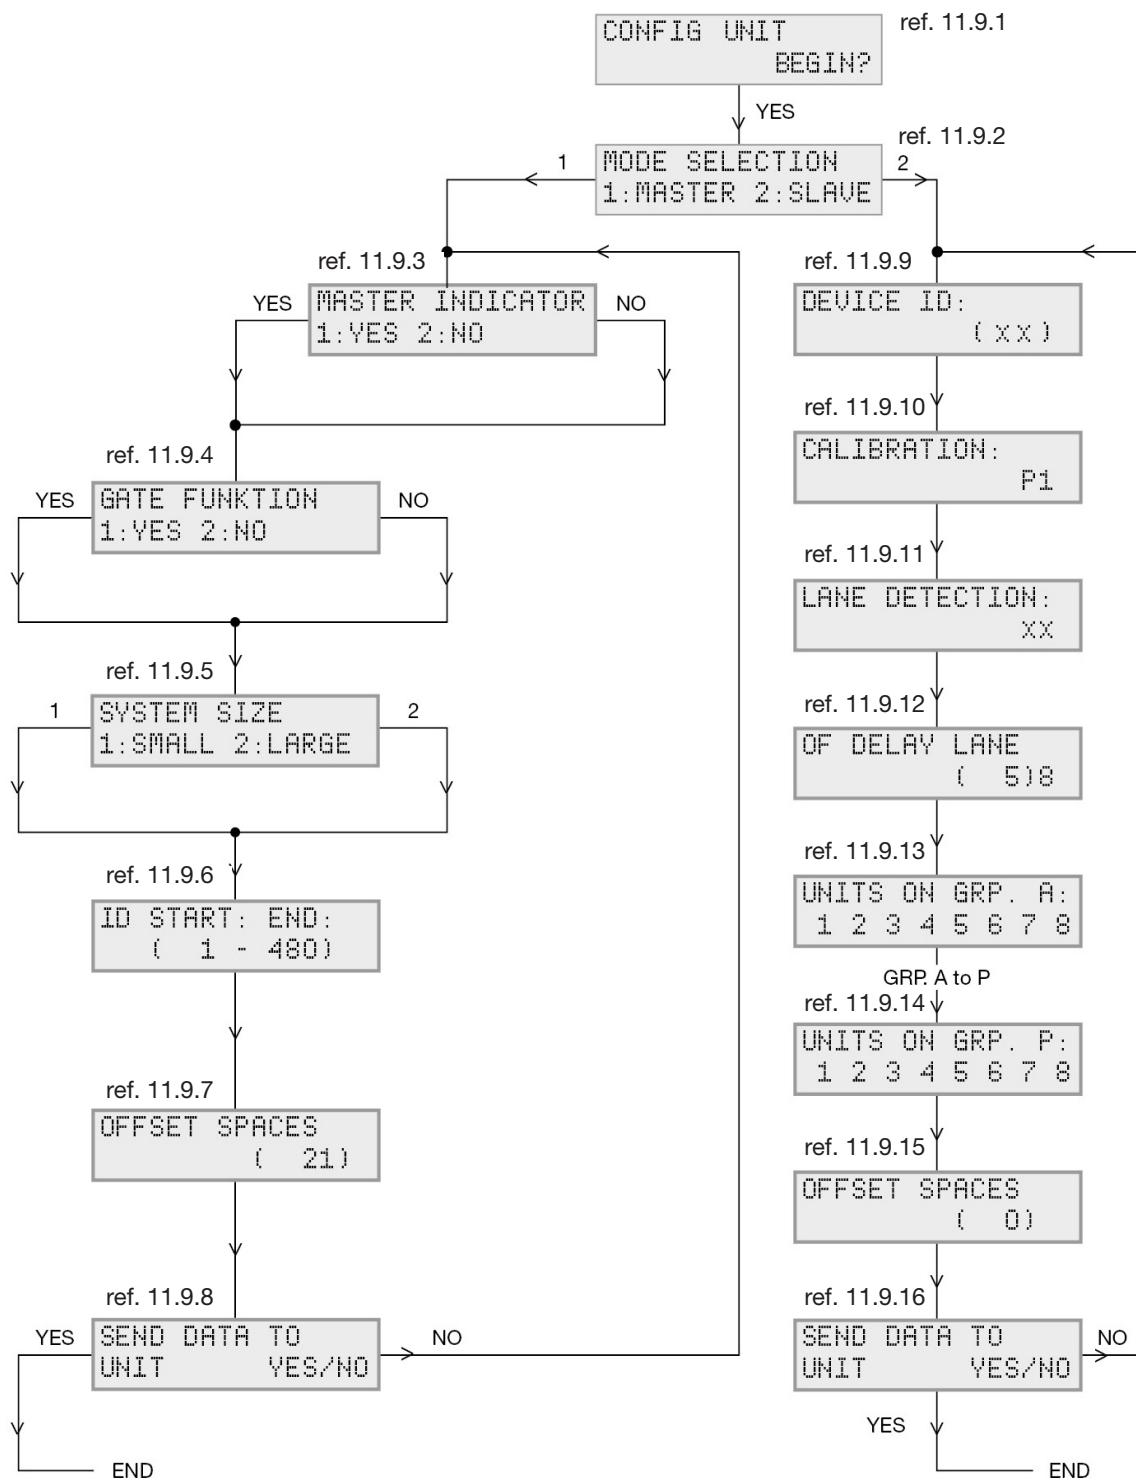 CONFIG UNIT
BEGIN?
ref. 11.9.1
YES
ref. 11.9.2
1
MODE SELECTION
1:MASTER 2:SLAVE
2
ref. 11.9.3
YES
MASTER INDICATOR
1:YES 2:NO
NO
ref. 11.9.4
YES
GATE FUNKTION
1:YES 2:NO
NO
ref. 11.9.5
1
SYSTEM SIZE
1:SMALL 2:LARGE
2
ref. 11.9.6
ID START: END:
( 1 - 480)
ref. 11.9.7
OFFSET SPACES
( 21)
ref. 11.9.8
YES
SEND DATA TO
UNIT YES/NO
NO
END
ref. 11.9.9
DEVICE ID:
(XX)
ref. 11.9.10
CALIBRATION:
P1
ref. 11.9.11
LANE DETECTION:
XX
ref. 11.9.12
OF DELAY LANE
( 5)8
ref. 11.9.13
UNITS ON GRP. A:
1 2 3 4 5 6 7 8
GRP. A to P
ref. 11.9.14
UNITS ON GRP. P:
1 2 3 4 5 6 7 8
ref. 11.9.15
OFFSET SPACES
( 0)
ref. 11.9.16
SEND DATA TO
UNIT YES/NO
NO
YES
END